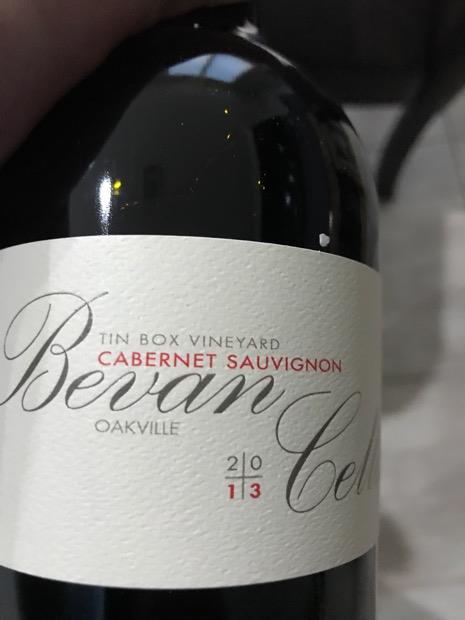 TIN BOX VINEYARD
CABERNET SAUVIGNON
Bevan
OAKVILLE
20
13